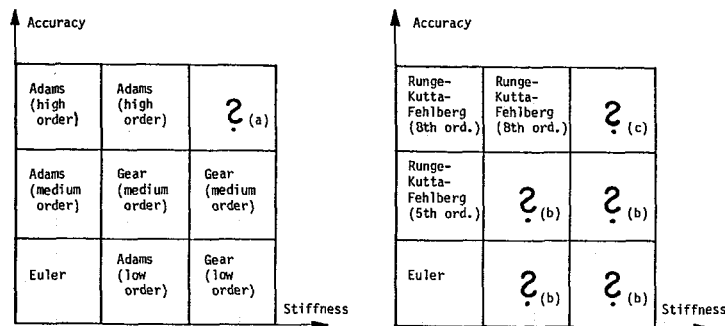 Accuracy
Adams
(high
order)
Adams
(high
order)
? (a)
Adams
(medium
order)
Gear
(medium
order)
Gear
(medium
order)
Euler
Adams
(low
order)
Gear
(low
order)
Stiffness
Accuracy
Runge-
Kutta-
Fehlberg
(8th ord.)
Runge-
Kutta-
Fehlberg
(8th ord.)
? (c)
Runge-
Kutta-
Fehlberg
(5th ord.)
? (b)
? (b)
Euler
? (b)
? (b)
Stiffness